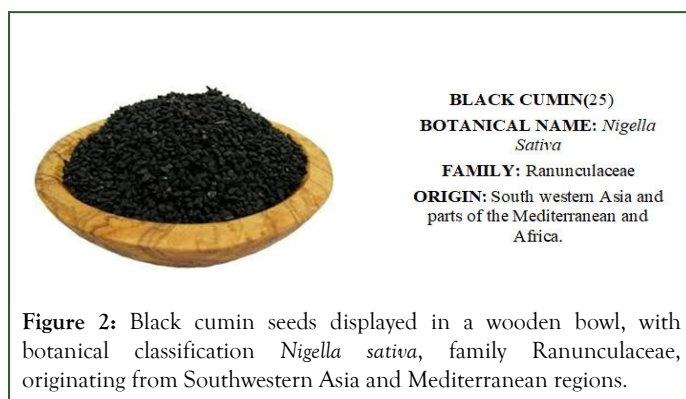 BLACK CUMIN(25)
BOTANICAL NAME: Nigella
Sativa
FAMILY: Ranunculaceae
ORIGIN: South western Asia and
parts of the Mediterranean and
Africa.
Figure 2: Black cumin seeds displayed in a wooden bowl, with
botanical classification Nigella sativa, family Ranunculaceae,
originating from Southwestern Asia and Mediterranean regions.